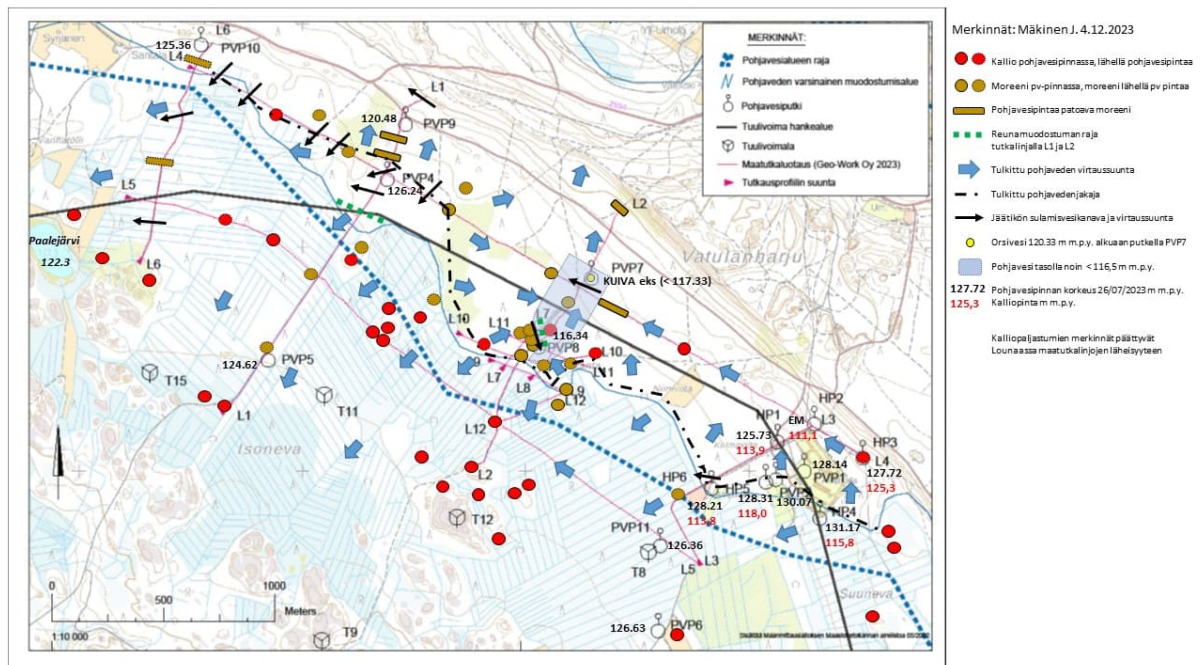 L6
125.36
PVP10
L4
Syrjänen
L1
PVP9
120.48
PVP4
126.24
L2
L5
Paalejärvi
122.3
L6
Vatulanharju
PVP7
KUIVA eks (< 117.33)
L10
L11
116.34
PVP8
L10
L11
L7
L8
L9
L12
124.62
PVP5
T15
T11
L1
Isoneva
L12
L2
T12
HP2
HP1
EM
L3
125.73
111,1
113,9
HP3
L4
127.72
125,3
128.14
PVP1
HP6
HP5
128.31
130.07
118,0
128.21
113,8
HP4
131.17
115,8
PVP11
126.36
T8
L5
L3
Suuneva
126.63
PVP6
T9
0
500
1000
Meters
1:10 000
MERKINNÄT:
Pohjavesialueen raja
Pohjaveden varsinainen muodostumisalue
Pohjavesiputki
Tuulivoima hankealue
Tuulivoimala
Maatutkaluotaus (Geo-Work Oy 2023)
Tutkausprofiilin suunta
Merkinnät: Mäkinen J. 4.12.2023
Kallio pohjavesipinnassa, lähellä pohjavesipintaa
Moreeni pv-pinnassa, moreeni lähellä pv pintaa
Pohjavesipintaa patoava moreeni
Reunamuodostuman raja
tutkalinjalla L1 ja L2
Tulkittu pohjaveden virtaussuunta
Tulkittu pohjavedenjakaja
Jäätikön sulamisvesikanava ja virtaussuunta
Orsivesi 120.33 m m.p.y. alkuaan putkella PVP7
Pohjavesi tasolla noin < 116,5 m m.p.y.
127.72 Pohjavesipinnan korkeus 26/07/2023 m m.p.y.
125,3 Kalliopinta m m.p.y.
Kalliopaljastumien merkinnät päättyvät
Lounaassa maatutkalinjojen läheisyyteen